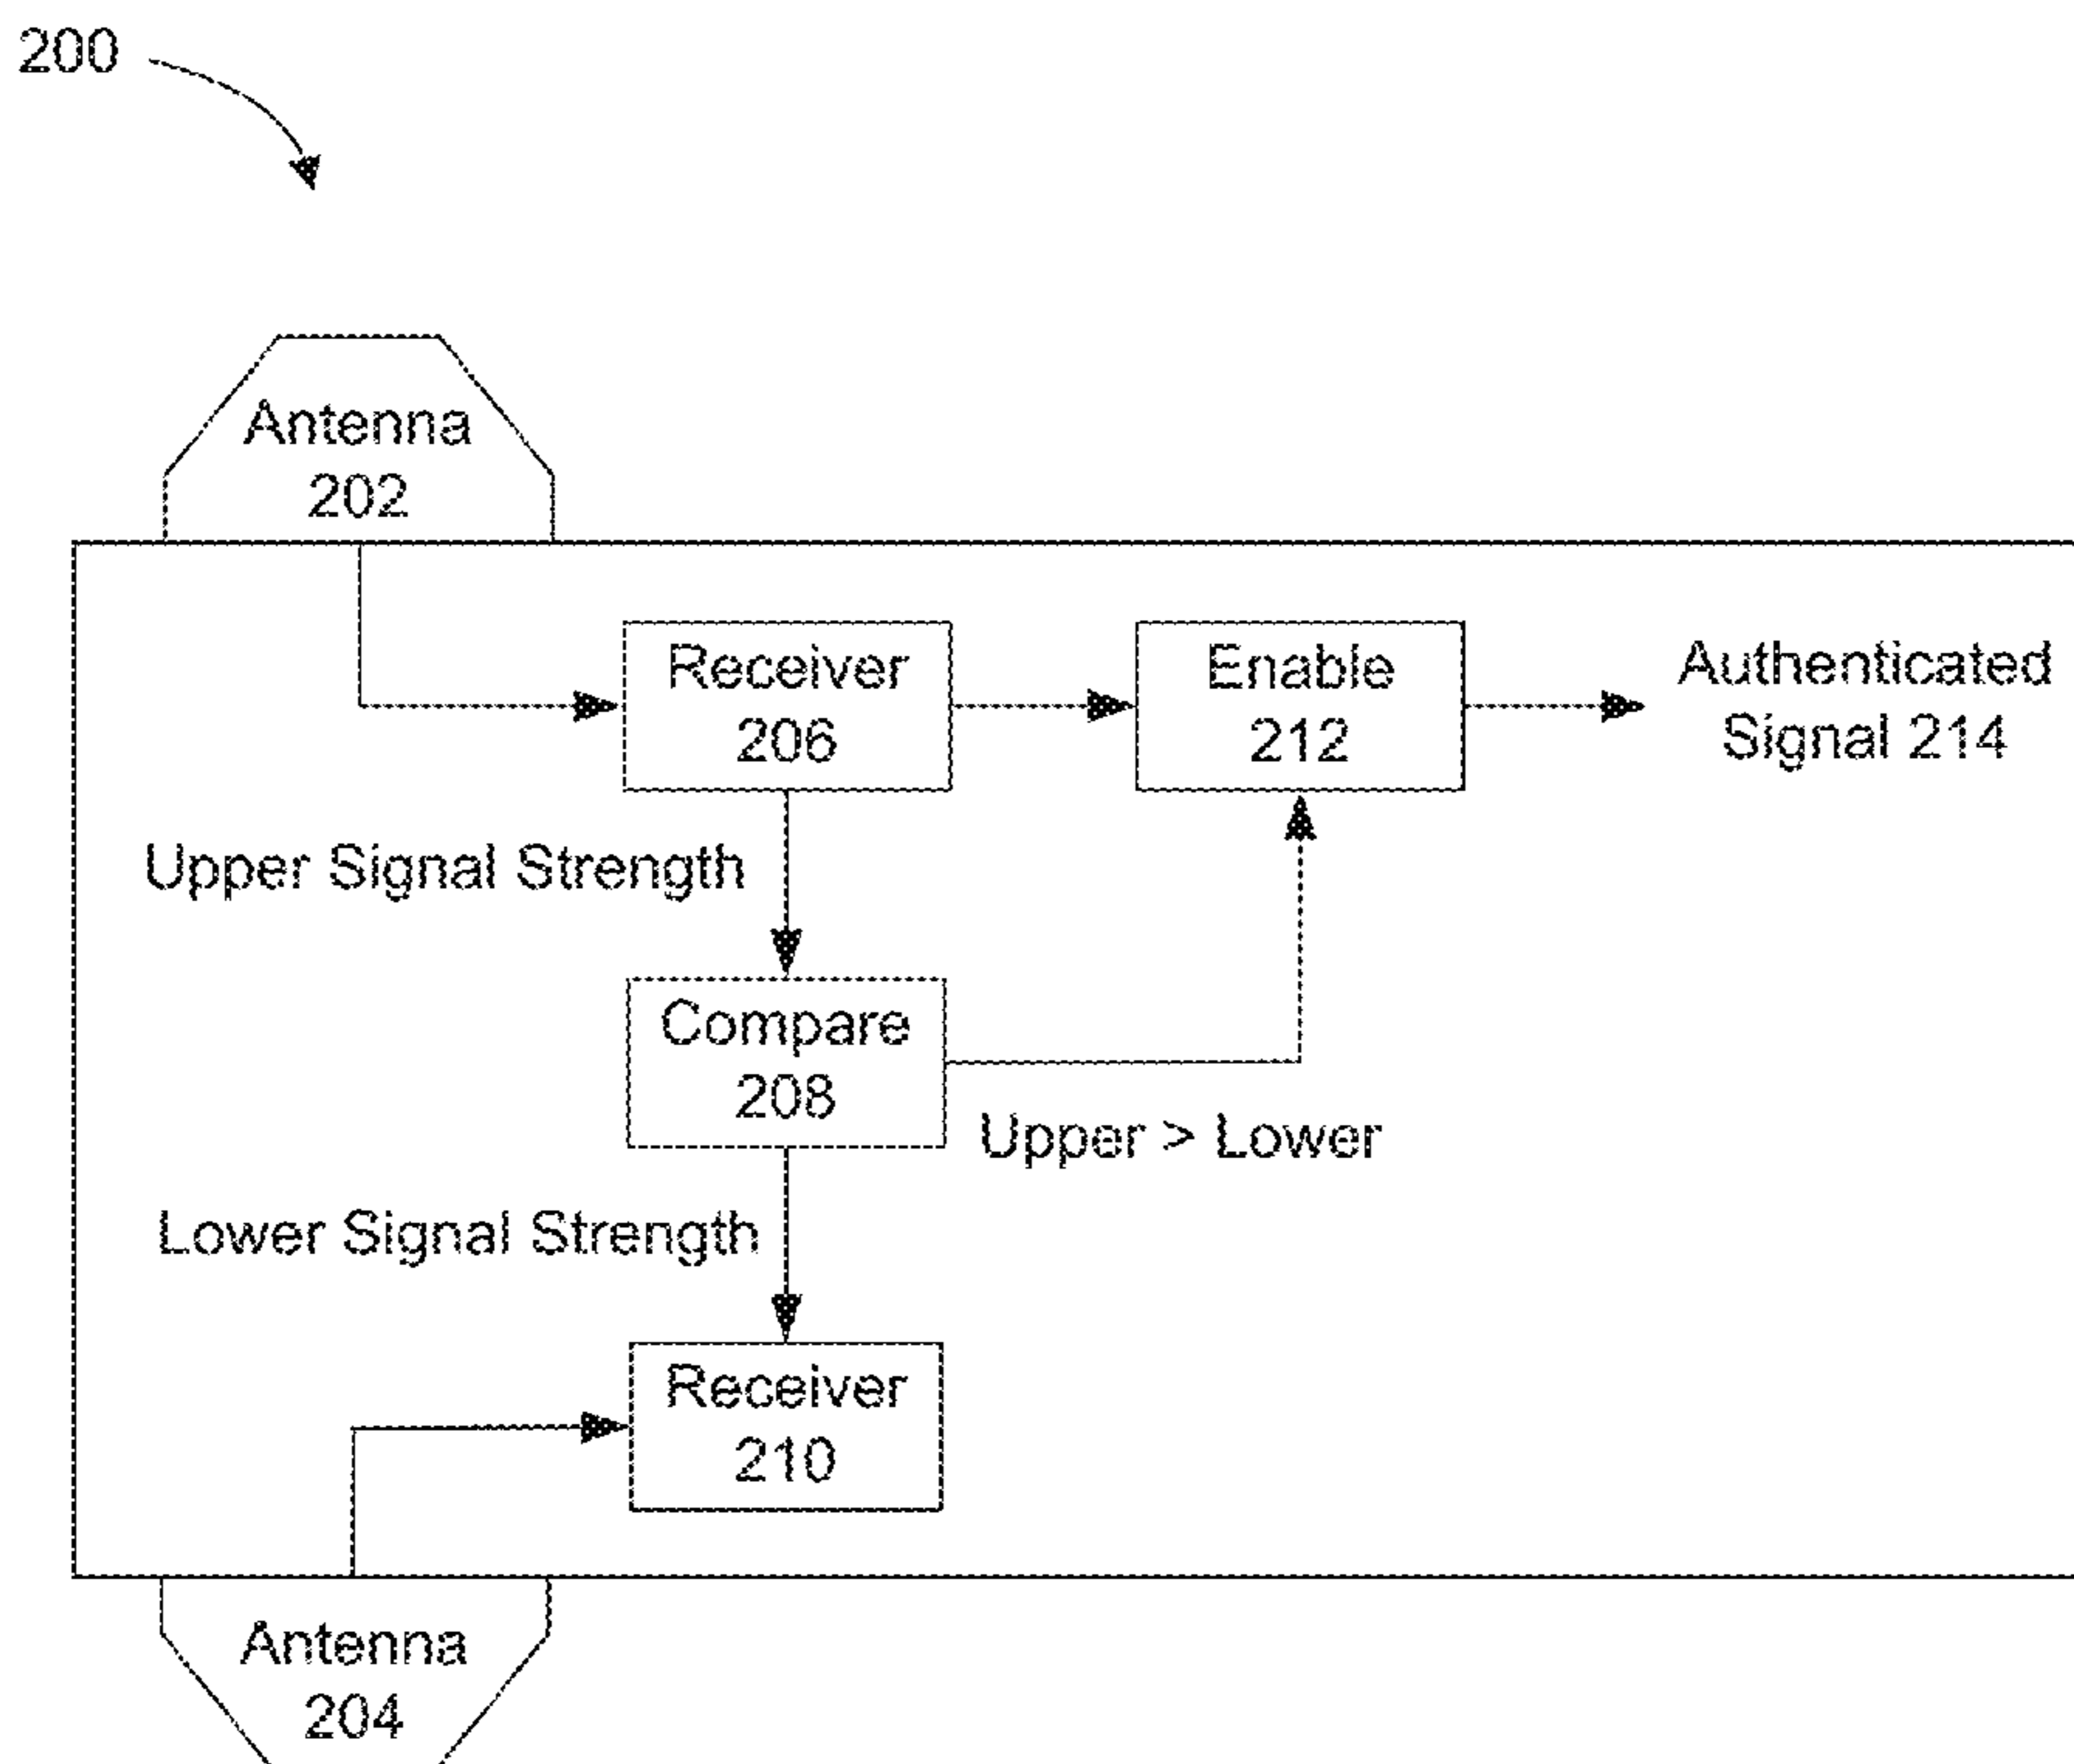 200
Antenna
202
Receiver
206
Enable
212
Authenticated
Signal 214
Upper Signal Strength
Compare
208
Upper > Lower
Lower Signal Strength
Receiver
210
Antenna
204